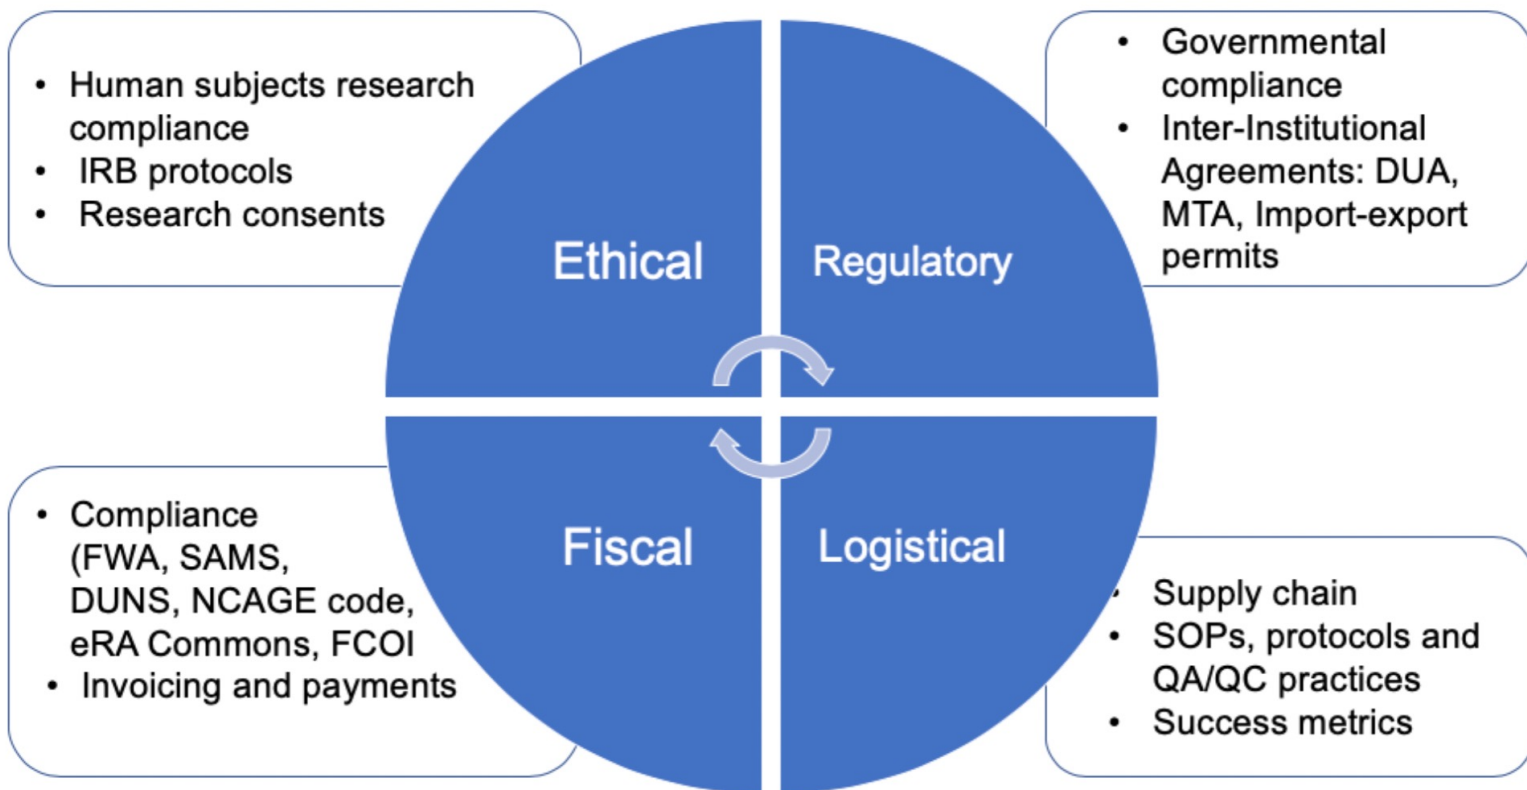 • Human subjects research
compliance
• IRB protocols
• Research consents
Ethical
• Governmental
compliance
• Inter-Institutional
Agreements: DUA,
MTA, Import-export
permits
Regulatory
• Compliance
(FWA, SAMS,
DUNS, NCAGE code,
eRA Commons, FCOI
• Invoicing and payments
Fiscal
• Supply chain
• SOPs, protocols and
QA/QC practices
• Success metrics
Logistical